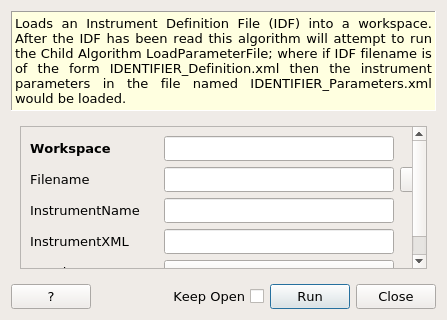 Loads an Instrument Definition File (IDF) into a workspace.
After the IDF has been read this algorithm will attempt to run
the Child Algorithm LoadParameterFile; where if IDF filename is
of the form IDENTIFIER_Definition.xml then the instrument
parameters in the file named IDENTIFIER_Parameters.xml
would be loaded.
Workspace
Filename
InstrumentName
InstrumentXML
? Keep Open Run Close